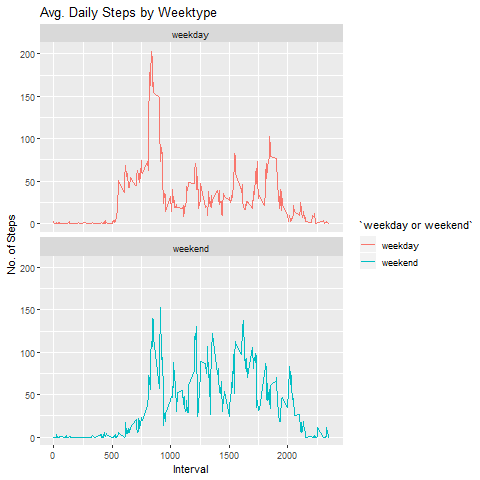 Avg. Daily Steps by Weektype
weekday
200
150
100
50
0
weekend
200
150
100
50
0
0 500 1000 1500 2000
Interval
No. of Steps
`weekday or weekend`
weekday
weekend